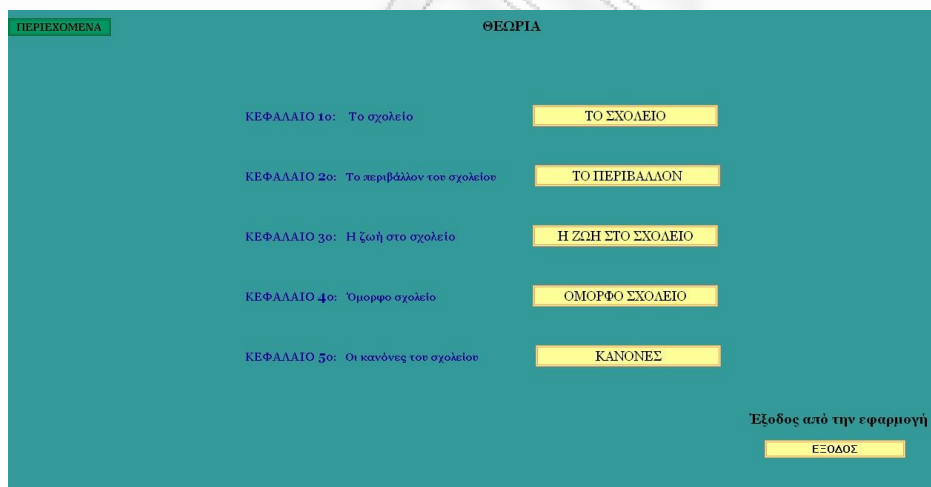 ΠΕΡΙΕΧΟΜΕΝΑ
ΘΕΩΡΙΑ
ΚΕΦΑΛΑΙΟ 1ο: Το σχολείο ΤΟ ΣΧΟΛΕΙΟ
ΚΕΦΑΛΑΙΟ 2ο: Το περιβάλλον του σχολείου ΤΟ ΠΕΡΙΒΑΛΛΟΝ
ΚΕΦΑΛΑΙΟ 3ο: Η ζωή στο σχολείο Η ΖΩΗ ΣΤΟ ΣΧΟΛΕΙΟ
ΚΕΦΑΛΑΙΟ 4ο: Όμορφο σχολείο ΟΜΟΡΦΟ ΣΧΟΛΕΙΟ
ΚΕΦΑΛΑΙΟ 5ο: Οι κανόνες του σχολείου ΚΑΝΟΝΕΣ
Έξοδος από την εφαρμογή
ΕΞΟΔΟΣ